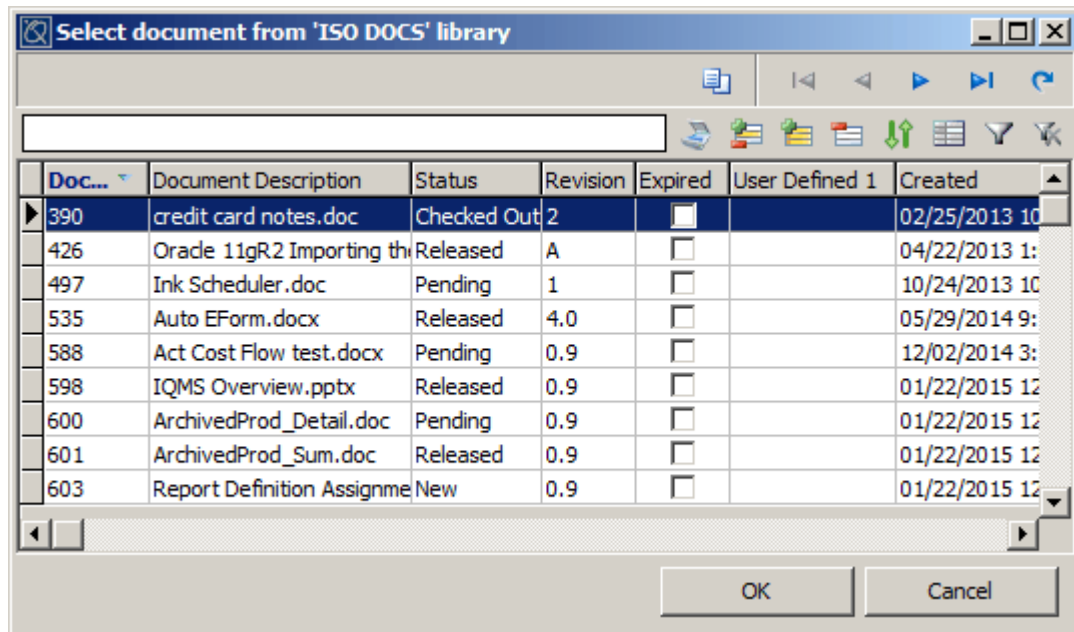 Select document from 'ISO DOCS' library
Doc... Document Description Status Revision Expired User Defined 1 Created
390 credit card notes.doc Checked Out 2 02/25/2013 10
426 Oracle 11gR2 Importing the Released A 04/22/2013 1:
497 Ink Scheduler.doc Pending 1 10/24/2013 10
535 Auto EForm.docx Released 4.0 05/29/2014 9:
588 Act Cost Flow test.docx Pending 0.9 12/02/2014 3:
598 IQMS Overview.pptx Released 0.9 01/22/2015 12
600 ArchivedProd_Detail.doc Pending 0.9 01/22/2015 12
601 ArchivedProd_Sum.doc Released 0.9 01/22/2015 12
603 Report Definition Assignme New 0.9 01/22/2015 12
OK Cancel